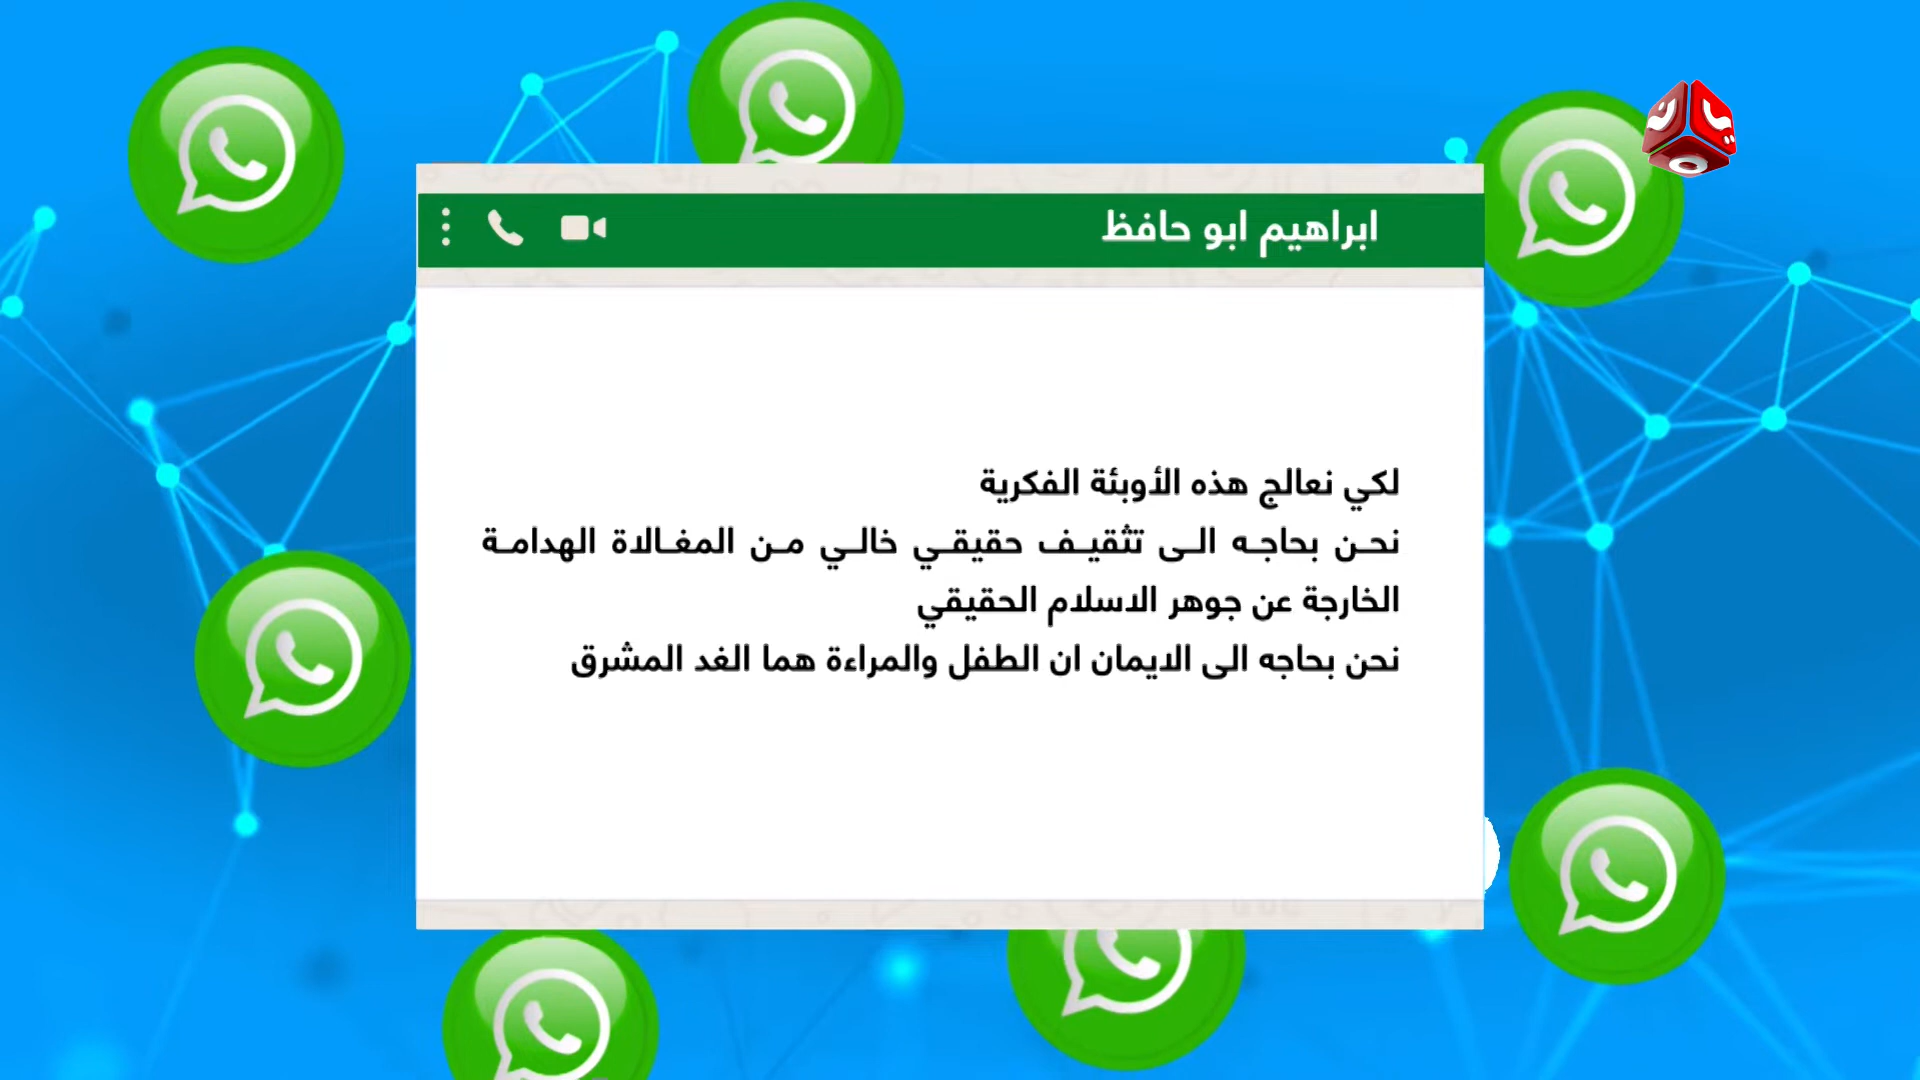 ابراهيم ابو حافظ
لكي نعالج هذه الأوبئة الفكرية
نحن بحاجه الى تثقيف حقيقي خالي من المغالاة الهدامة
الخارجة عن جوهر الاسلام الحقيقي
نحن بحاجه الى الايمان ان الطفل والمراءة هما الغد المشرق